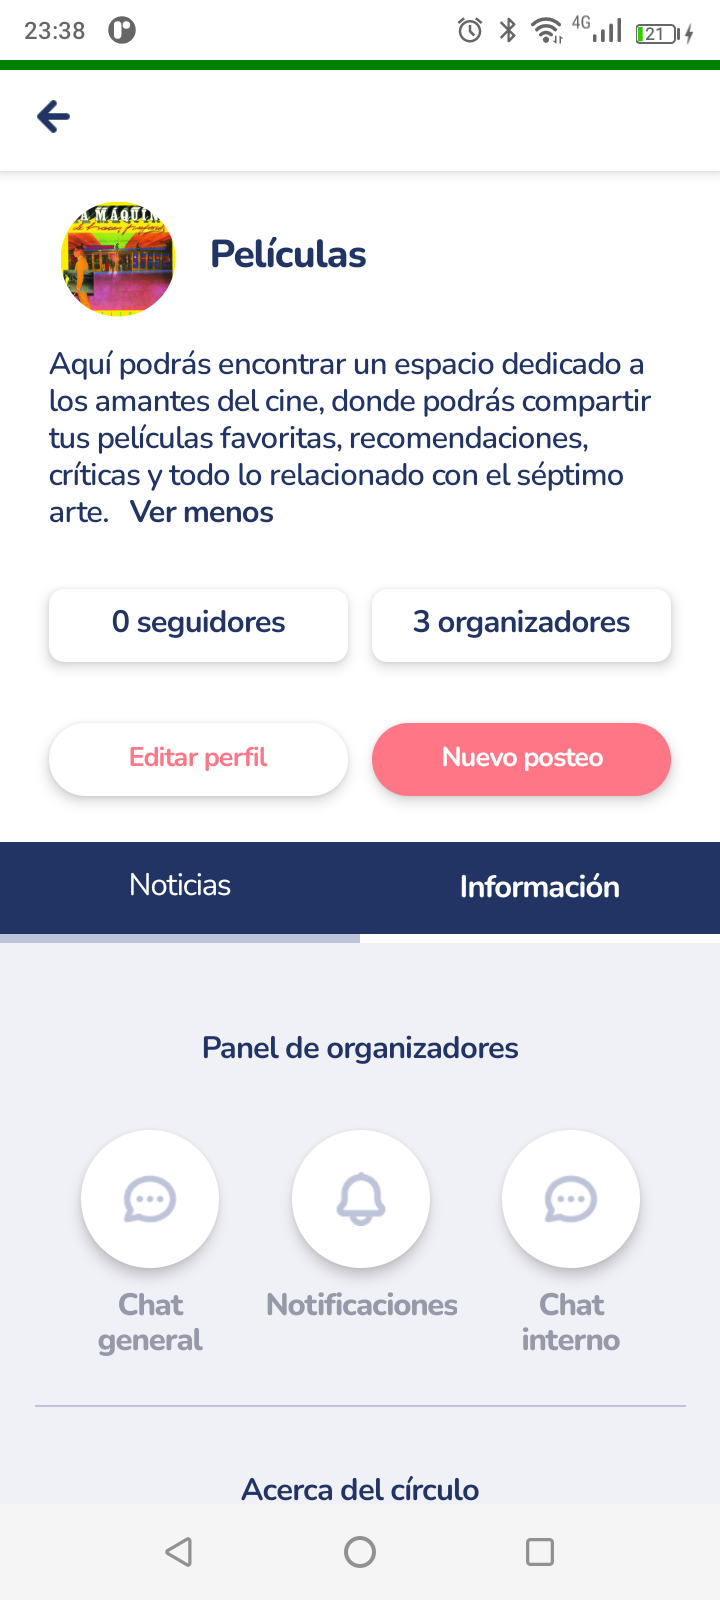 23:38
4G
21
A MAQUIN
Películas
Aquí podrás encontrar un espacio dedicado a
los amantes del cine, donde podrás compartir
tus películas favoritas, recomendaciones,
críticas y todo lo relacionado con el séptimo
arte. Ver menos
0 seguidores
3 organizadores
Editar perfil
Nuevo posteo
Noticias
Información
Panel de organizadores
Chat
general
Notificaciones
Chat
interno
Acerca del círculo